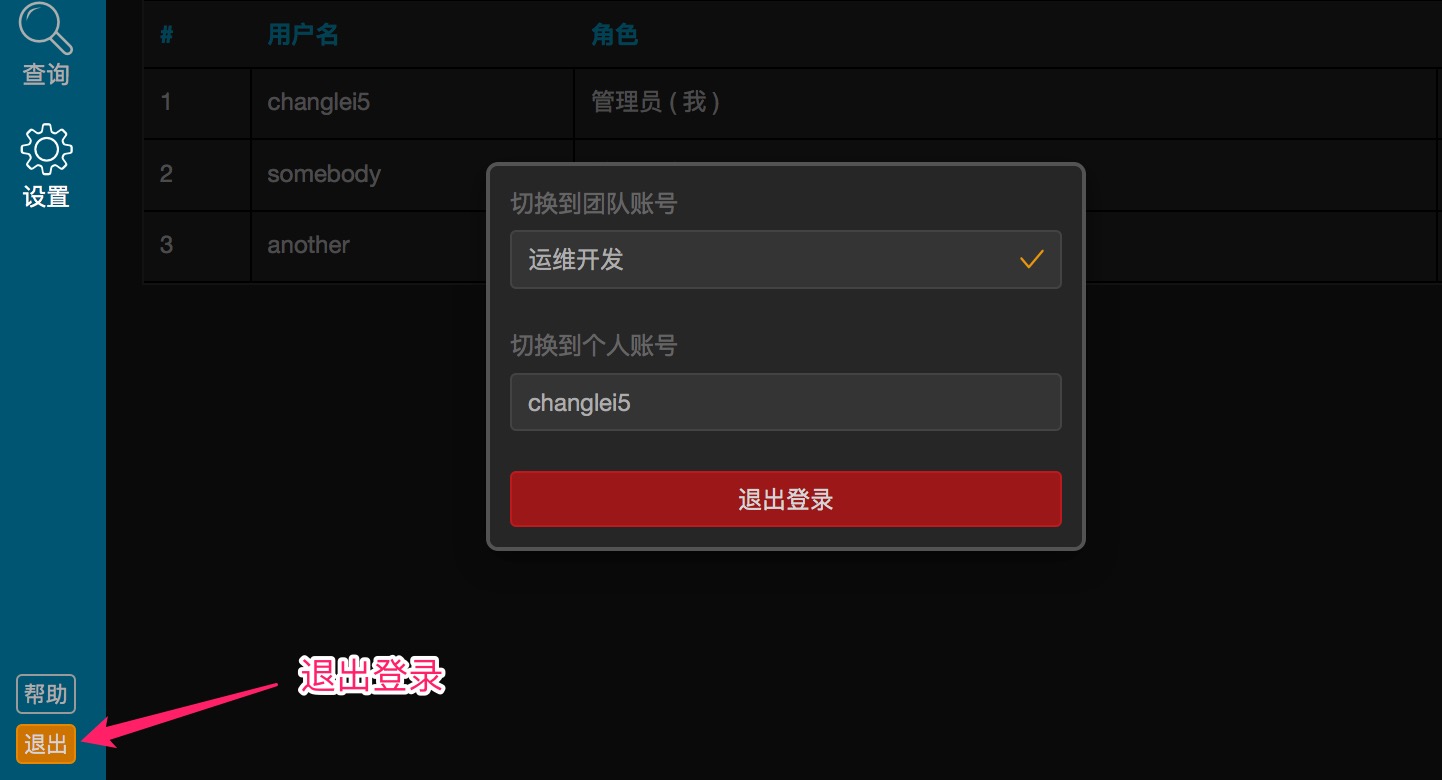 查询
设置
# 用户名 角色
1 changlei5 管理员 ( 我 )
2 somebody
3 another
切换到团队账号
运维开发
切换到个人账号
changlei5
退出登录
退出登录
帮助
退出